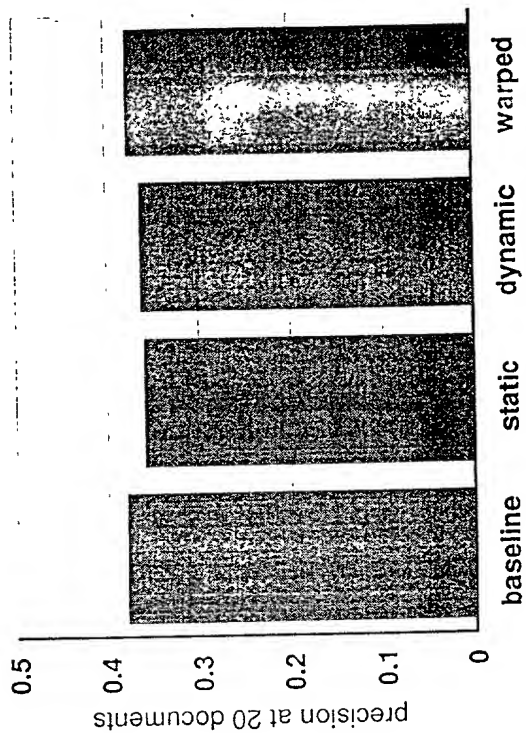 0.5
0.4
0.3
0.2
0.1
0
precision at 20 documents
baseline
static
dynamic
warped